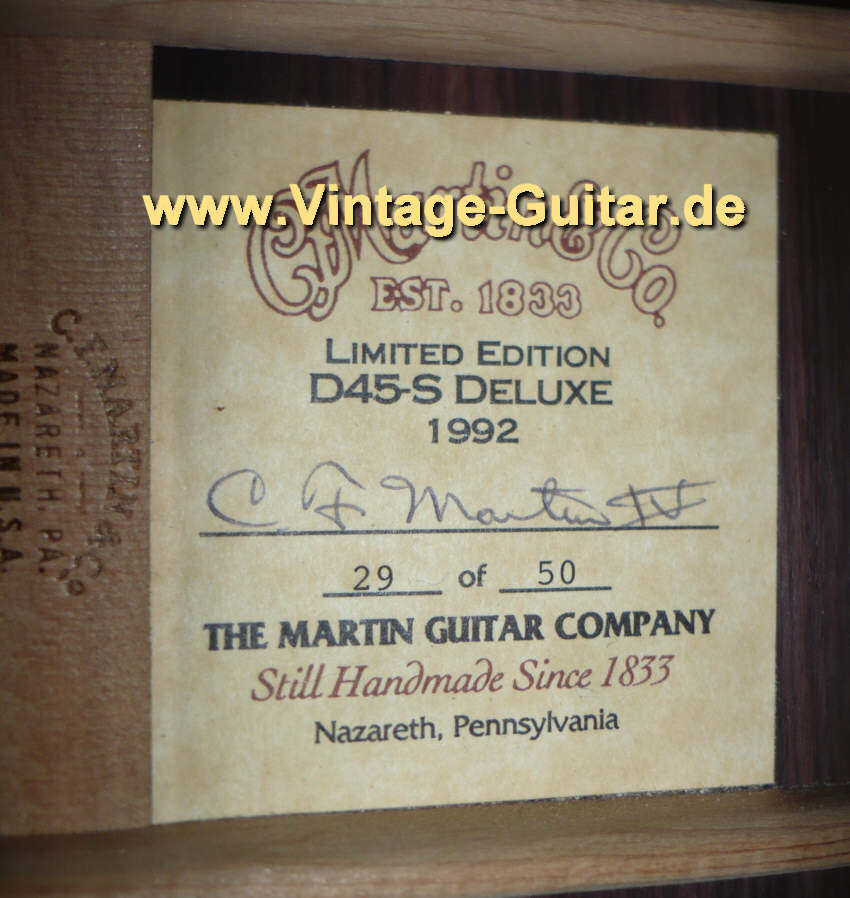 www.Vintage-Guitar.de
C.F. Martin & Co.
EST. 1833
LIMITED EDITION
D45-S DELUXE
1992
C F Martin IV
29 of 50
THE MARTIN GUITAR COMPANY
Still Handmade Since 1833
Nazareth, Pennsylvania
C.F. MARTIN & Co
NAZARETH, PA.
MADE IN U.S.A.